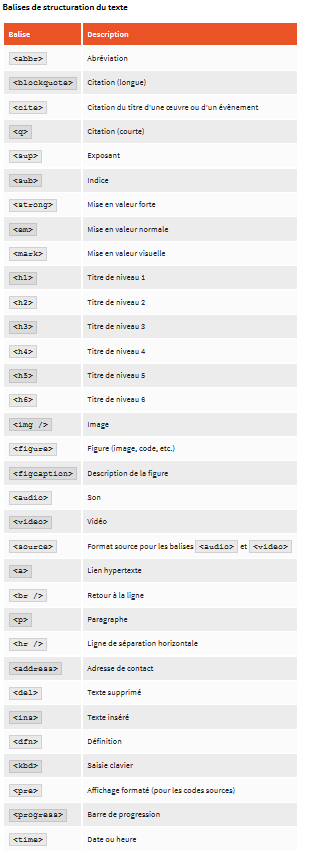 Balises de structuration du texte
Balise Description
<abbr> Abréviation
<blockquote> Citation (longue)
<cite> Citation du titre d'une œuvre ou d'un évènement
<q> Citation (courte)
<sup> Exposant
<sub> Indice
<strong> Mise en valeur forte
<em> Mise en valeur normale
<mark> Mise en valeur visuelle
<h1> Titre de niveau 1
<h2> Titre de niveau 2
<h3> Titre de niveau 3
<h4> Titre de niveau 4
<h5> Titre de niveau 5
<h6> Titre de niveau 6
<img /> Image
<figure> Figure (image, code, etc.)
<figcaption> Description de la figure
<audio> Son
<video> Vidéo
<source> Format source pour les balises <audio> et <video>
<a> Lien hypertexte
<br /> Retour à la ligne
<p> Paragraphe
<hr /> Ligne de séparation horizontale
<address> Adresse de contact
<del> Texte supprimé
<ins> Texte inséré
<dfn> Définition
<kbd> Saisie clavier
<pre> Affichage formaté (pour les codes sources)
<progress> Barre de progression
<time> Date ou heure